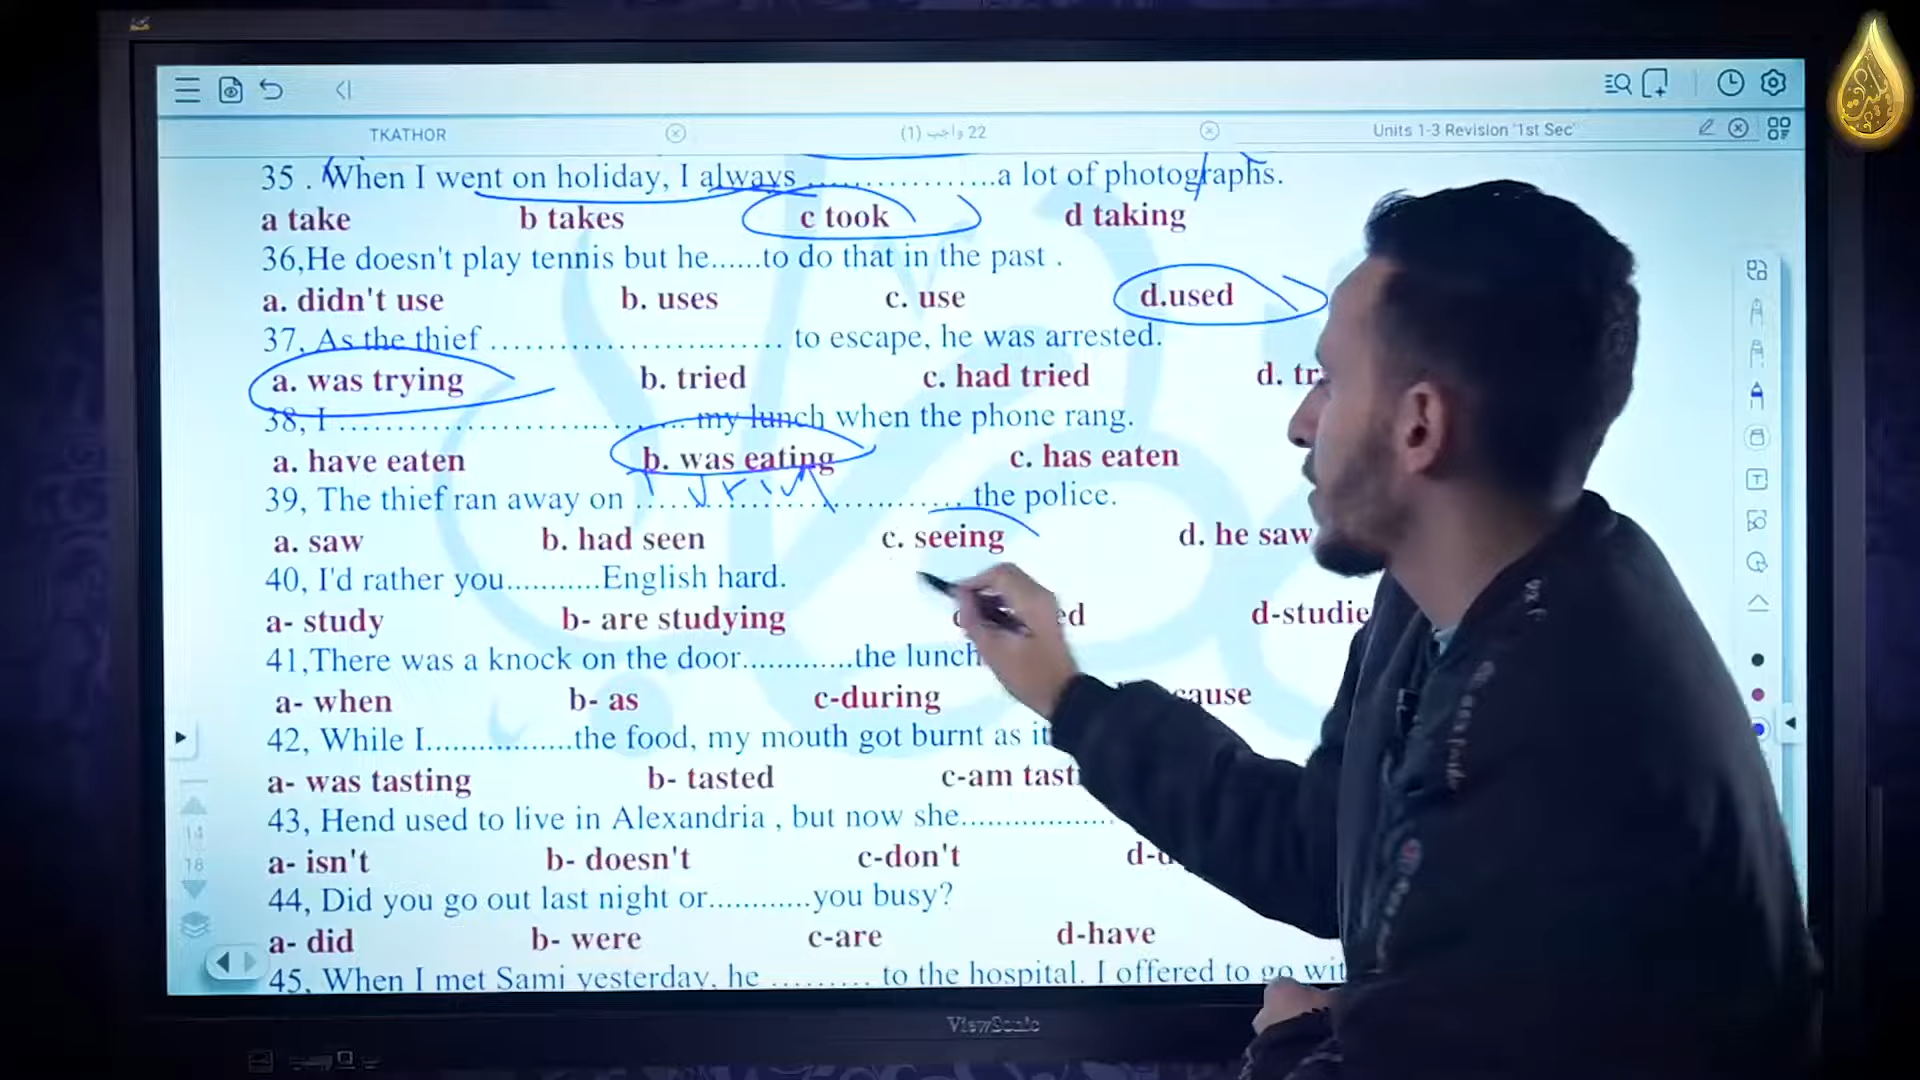 TKATHOR
(1) واجب 22
Units 1-3 Revision '1st Sec'
35 . When I went on holiday, I always ....................a lot of photographs.
a take b takes c took d taking
36,He doesn't play tennis but he......to do that in the past .
a. didn't use b. uses c. use d.used
37, As the thief ................................ to escape, he was arrested.
a. was trying b. tried c. had tried d.
38, I ................................... my lunch when the phone rang.
a. have eaten b. was eating c. has eaten
39, The thief ran away on .................................. the police.
a. saw b. had seen c. seeing d. he saw
40, I'd rather you...........English hard.
a- study b- are studying d-studie
41,There was a knock on the door.............the lunch
a- when b- as c-during
42, While I.................the food, my mouth got burnt as it
a- was tasting b- tasted c-am tasti
43, Hend used to live in Alexandria , but now she.................
a- isn't b- doesn't c-don't
44, Did you go out last night or............you busy?
a- did b- were c-are d-have
45, When I met Sami yesterday, he ......... to the hospital. I offered to go wit
14
18
ViewSonic